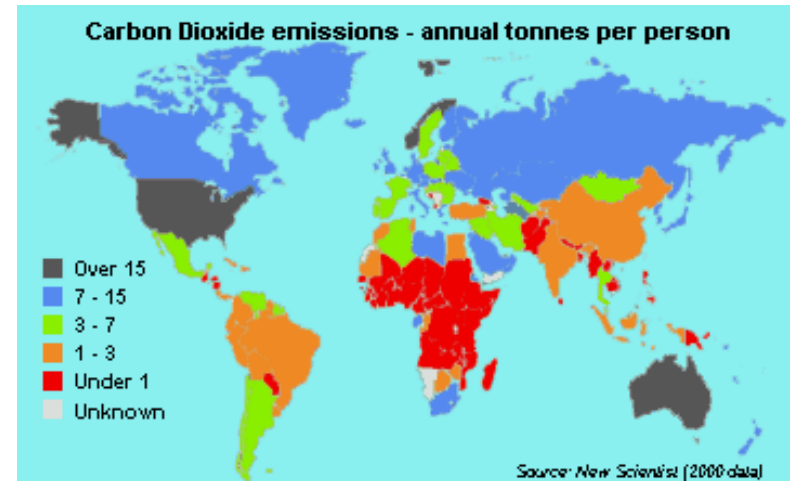 Carbon Dioxide emissions - annual tonnes per person
Over 15
7 - 15
3 - 7
1 - 3
Under 1
Unknown
Source: New Scientist (2000 data)